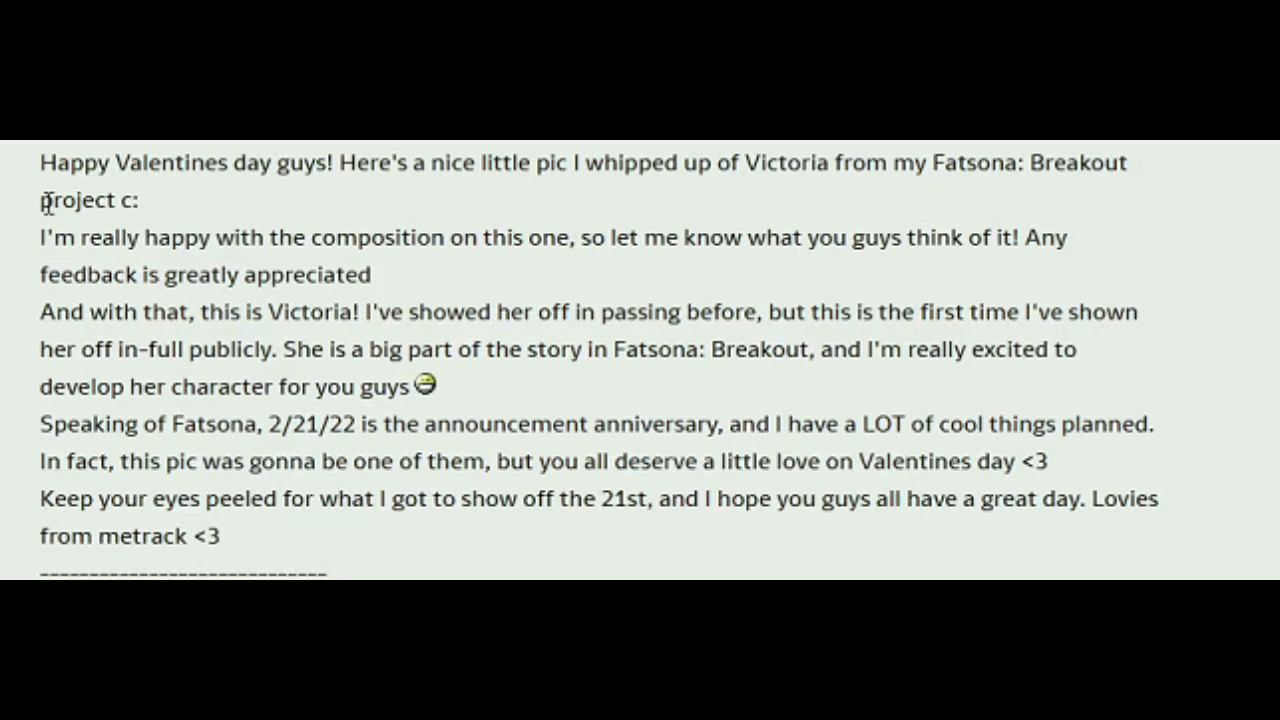 Happy Valentines day guys! Here's a nice little pic I whipped up of Victoria from my Fatsona: Breakout
project c:
I'm really happy with the composition on this one, so let me know what you guys think of it! Any
feedback is greatly appreciated
And with that, this is Victoria! I've showed her off in passing before, but this is the first time I've shown
her off in-full publicly. She is a big part of the story in Fatsona: Breakout, and I'm really excited to
develop her character for you guys
Speaking of Fatsona, 2/21/22 is the announcement anniversary, and I have a LOT of cool things planned.
In fact, this pic was gonna be one of them, but you all deserve a little love on Valentines day <3
Keep your eyes peeled for what I got to show off the 21st, and I hope you guys all have a great day. Lovies
from metrack <3
-----------------------------